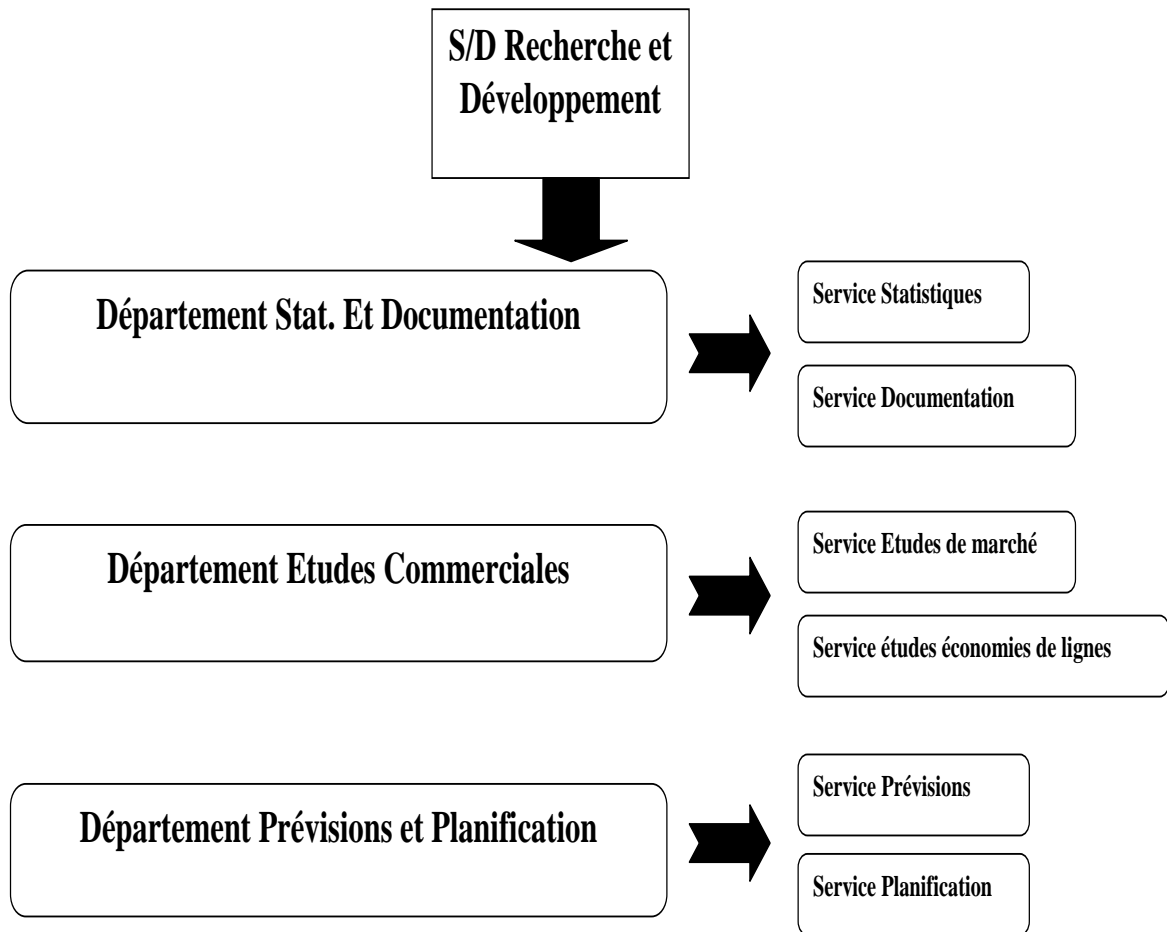 S/D Recherche et
Développement
Département Stat. Et Documentation
Service Statistiques
Service Documentation
Département Etudes Commerciales
Service Etudes de marché
Service études économies de lignes
Département Prévisions et Planification
Service Prévisions
Service Planification